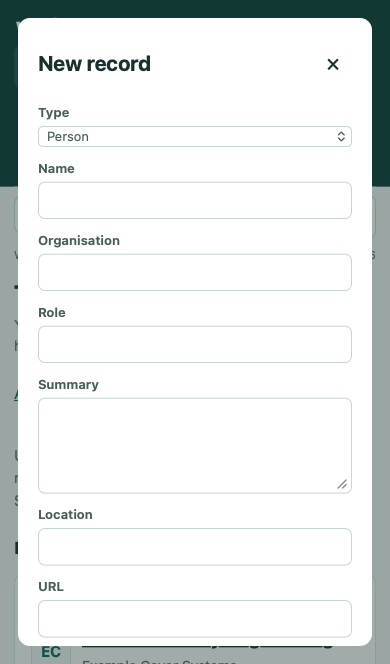 New record
Type
Person
Name
Organisation
Role
Summary
Location
URL
EC